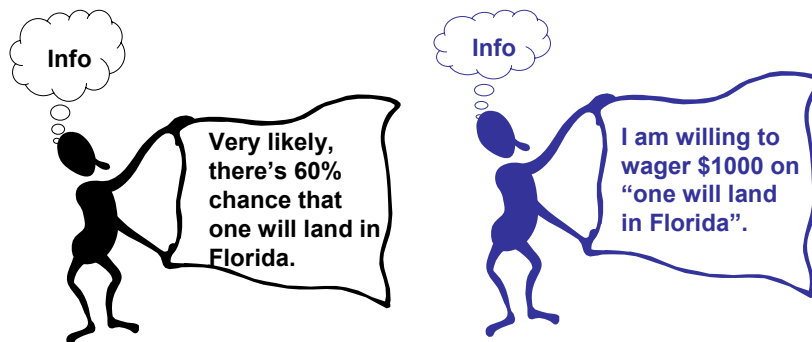 Info
Very likely,
there's 60%
chance that
one will land in
Florida.
Info
I am willing to
wager $1000 on
“one will land
in Florida”.